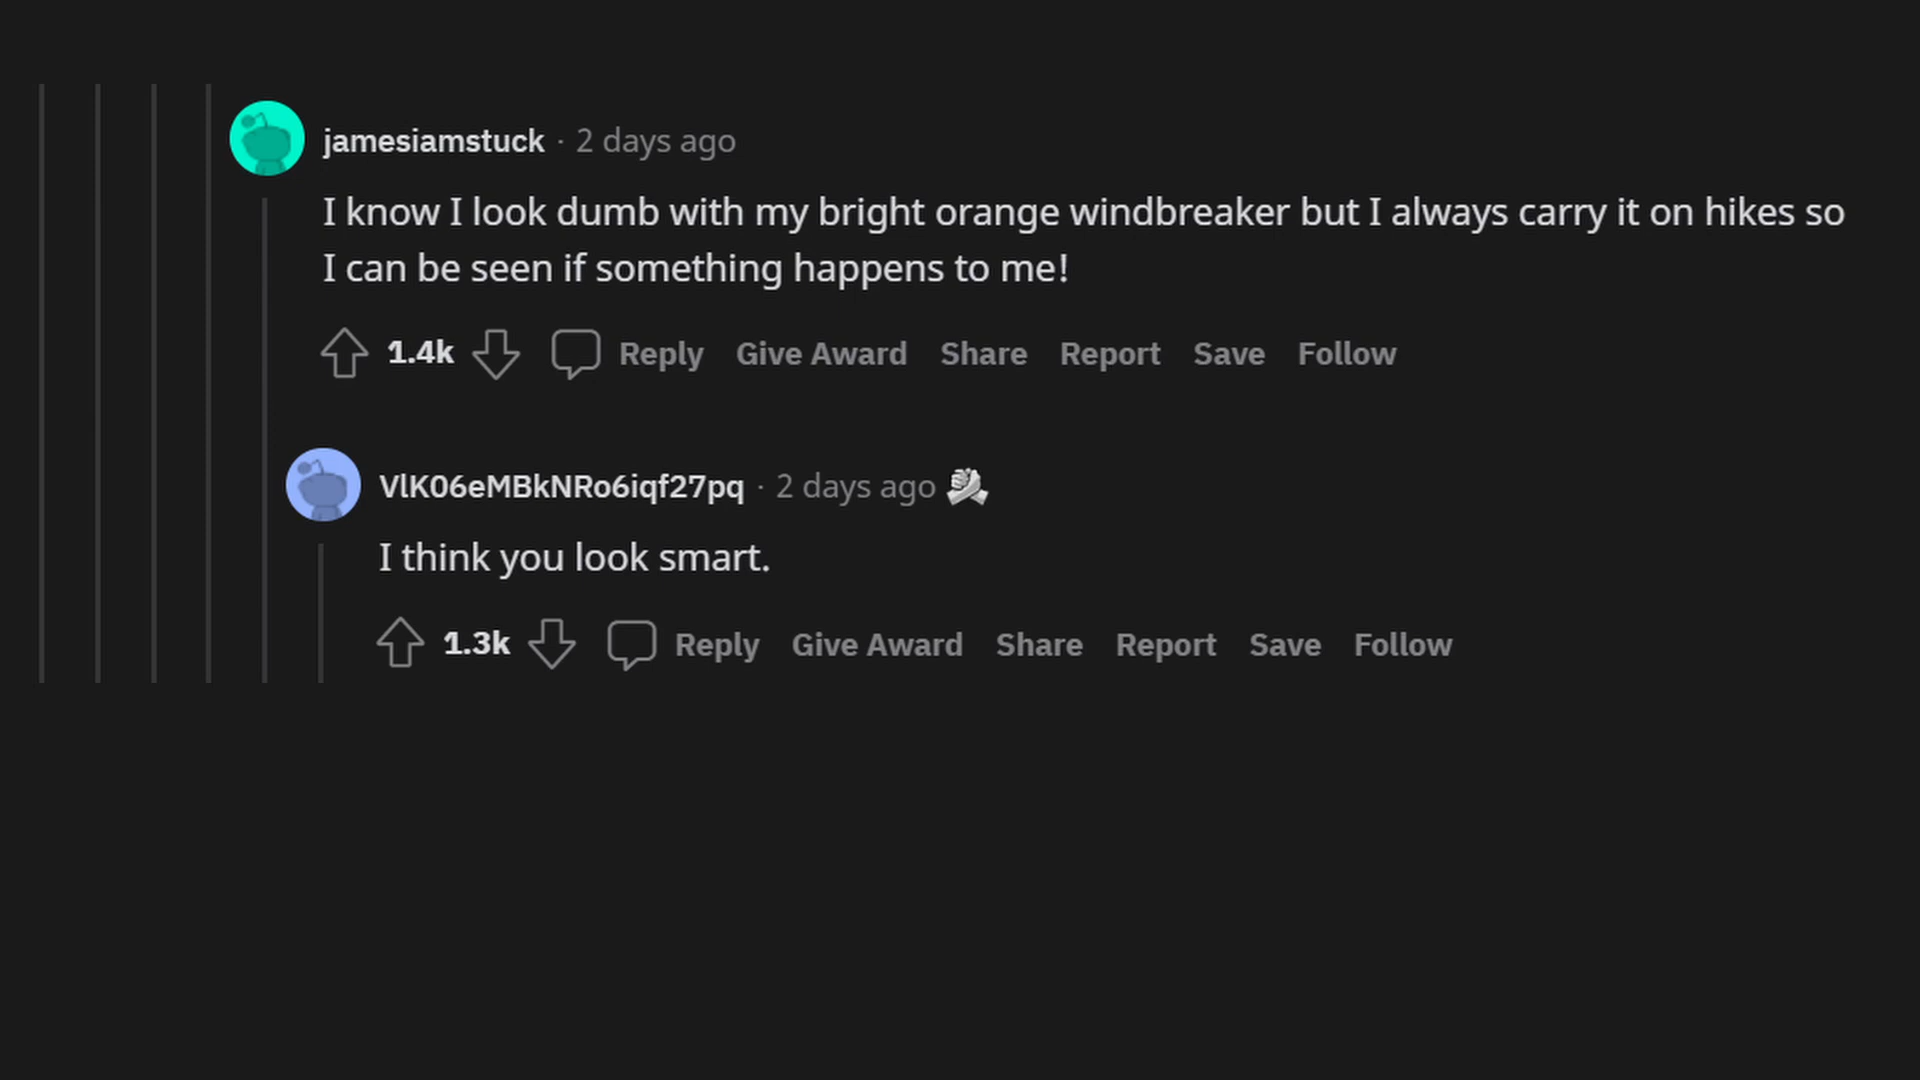 jamesiamstuck · 2 days ago
I know I look dumb with my bright orange windbreaker but I always carry it on hikes so
I can be seen if something happens to me!
1.4k Reply Give Award Share Report Save Follow
VlK06eMBkNRo6iqf27pq · 2 days ago
I think you look smart.
1.3k Reply Give Award Share Report Save Follow